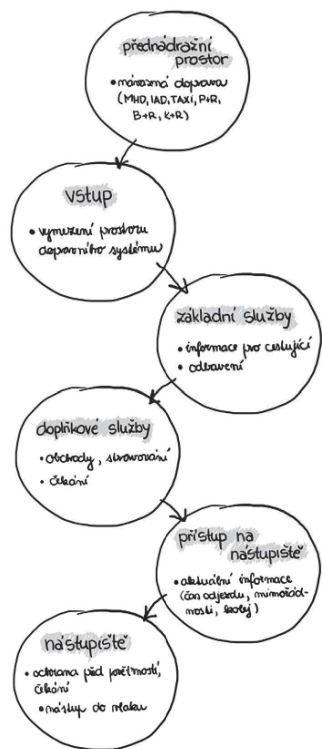 přednádražní
prostor
• návazná doprava
(MHD, IAD, TAXI, P+R,
B+R, K+R)
vstup
• vymezení prostoru
dopravního systému
základní služby
• informace pro cestující
• odbavení
doplňkové služby
• obchody, stravování
• čekání
přístup na
nástupiště
• aktuální informace
(čas odjezdu, mimořád-
nosti, kolej)
nástupiště
• ochrana před povětrností,
čekání
• nástup do vlaku